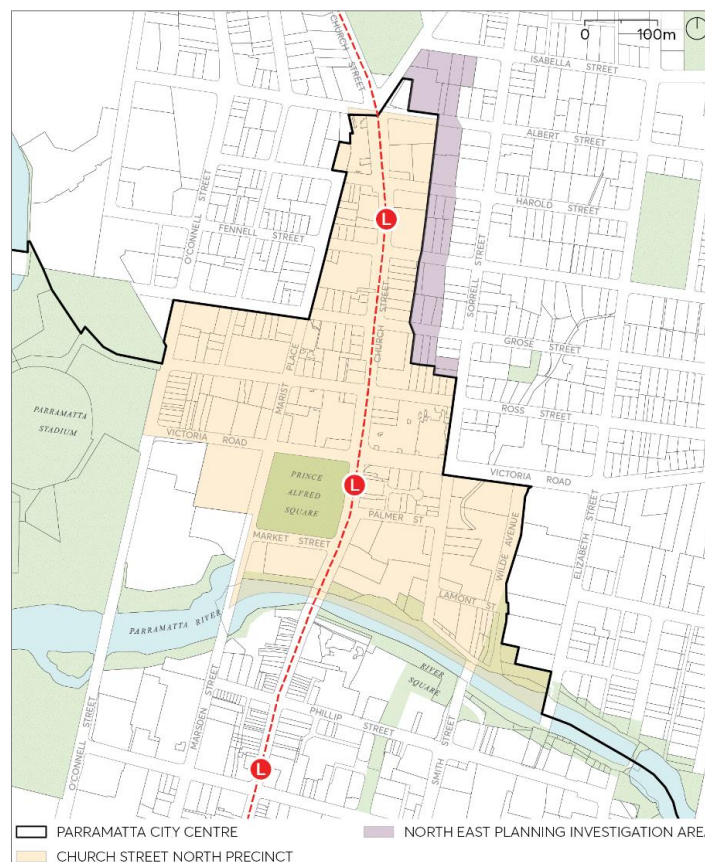 0 100m
CHURCH STREET
ISABELLA STREET
ALBERT STREET
O'CONNELL STREET
HAROLD STREET
L
FENNELL STREET
SORRELL STREET
CHURCH STREET
GROSE STREET
MARIST PLACE
ROSS STREET
PARRAMATTA
STADIUM
VICTORIA ROAD
VICTORIA ROAD
PRINCE
ALFRED
SQUARE
L
PALMER ST
WILDE AVENUE
ELIZABETH STREET
MARKET STREET
LAMONT ST
PARRAMATTA RIVER
RIVER
SQUARE
O'CONNELL STREET
MARSDEN STREET
PHILLIP STREET
SMITH STREET
L
PARRAMATTA CITY CENTRE
NORTH EAST PLANNING INVESTIGATION AREA
CHURCH STREET NORTH PRECINCT